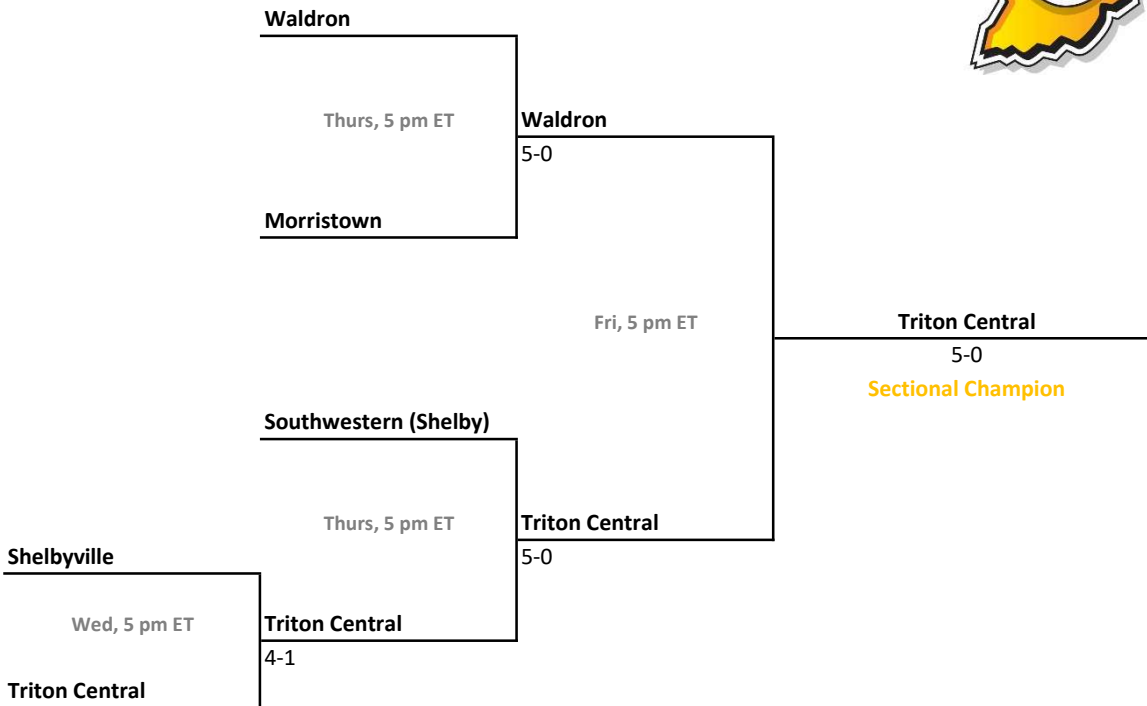 Waldron
Thurs, 5 pm ET
Waldron
5-0
Morristown
Fri, 5 pm ET
Triton Central
5-0
Sectional Champion
Southwestern (Shelby)
Thurs, 5 pm ET
Triton Central
5-0
Shelbyville
Wed, 5 pm ET
Triton Central
4-1
Triton Central